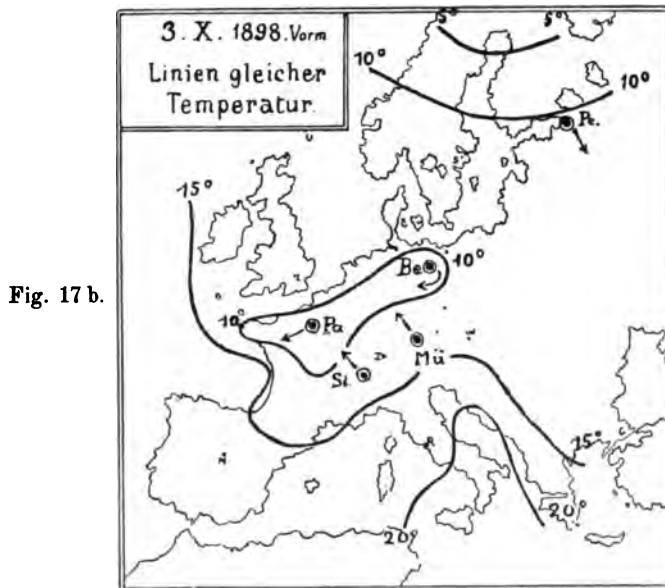 3. X. 1898. Vorm
Linien gleicher
Temperatur.
5° 5°
10° 10°
Pe.
15°
Be 10°
Fig. 17 b.
10° Pa
Mü
St.
R
15°
20° 20°